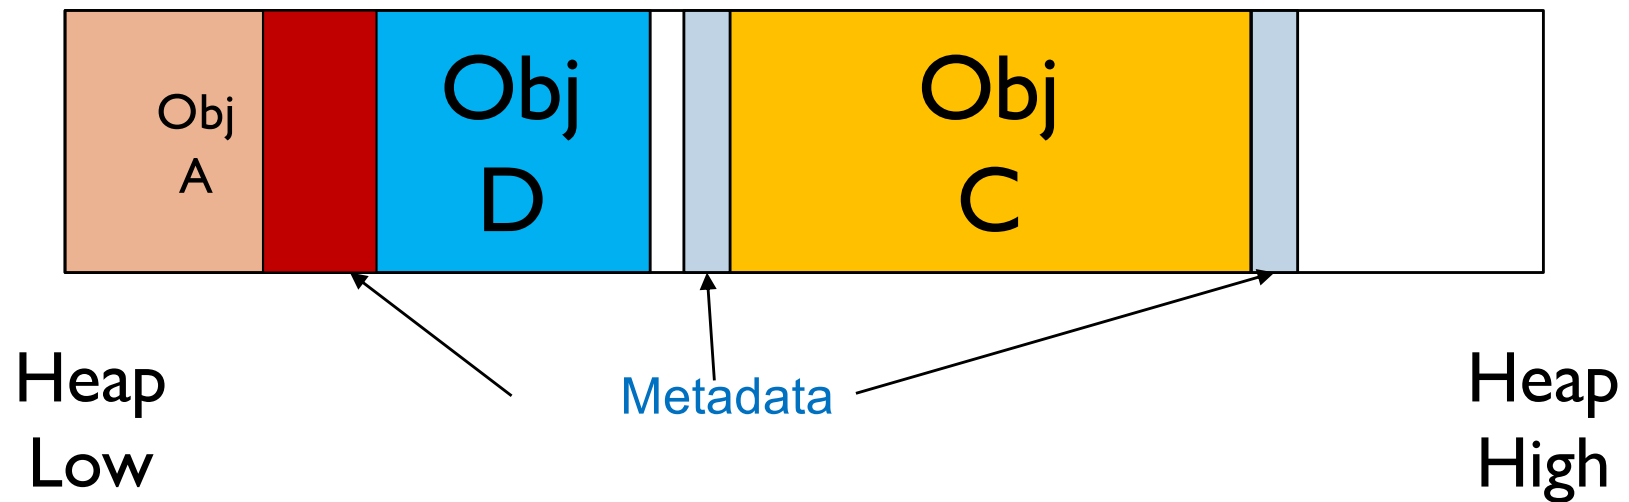 Obj
A
Obj
D
Obj
C
Heap
Low
Metadata
Heap
High